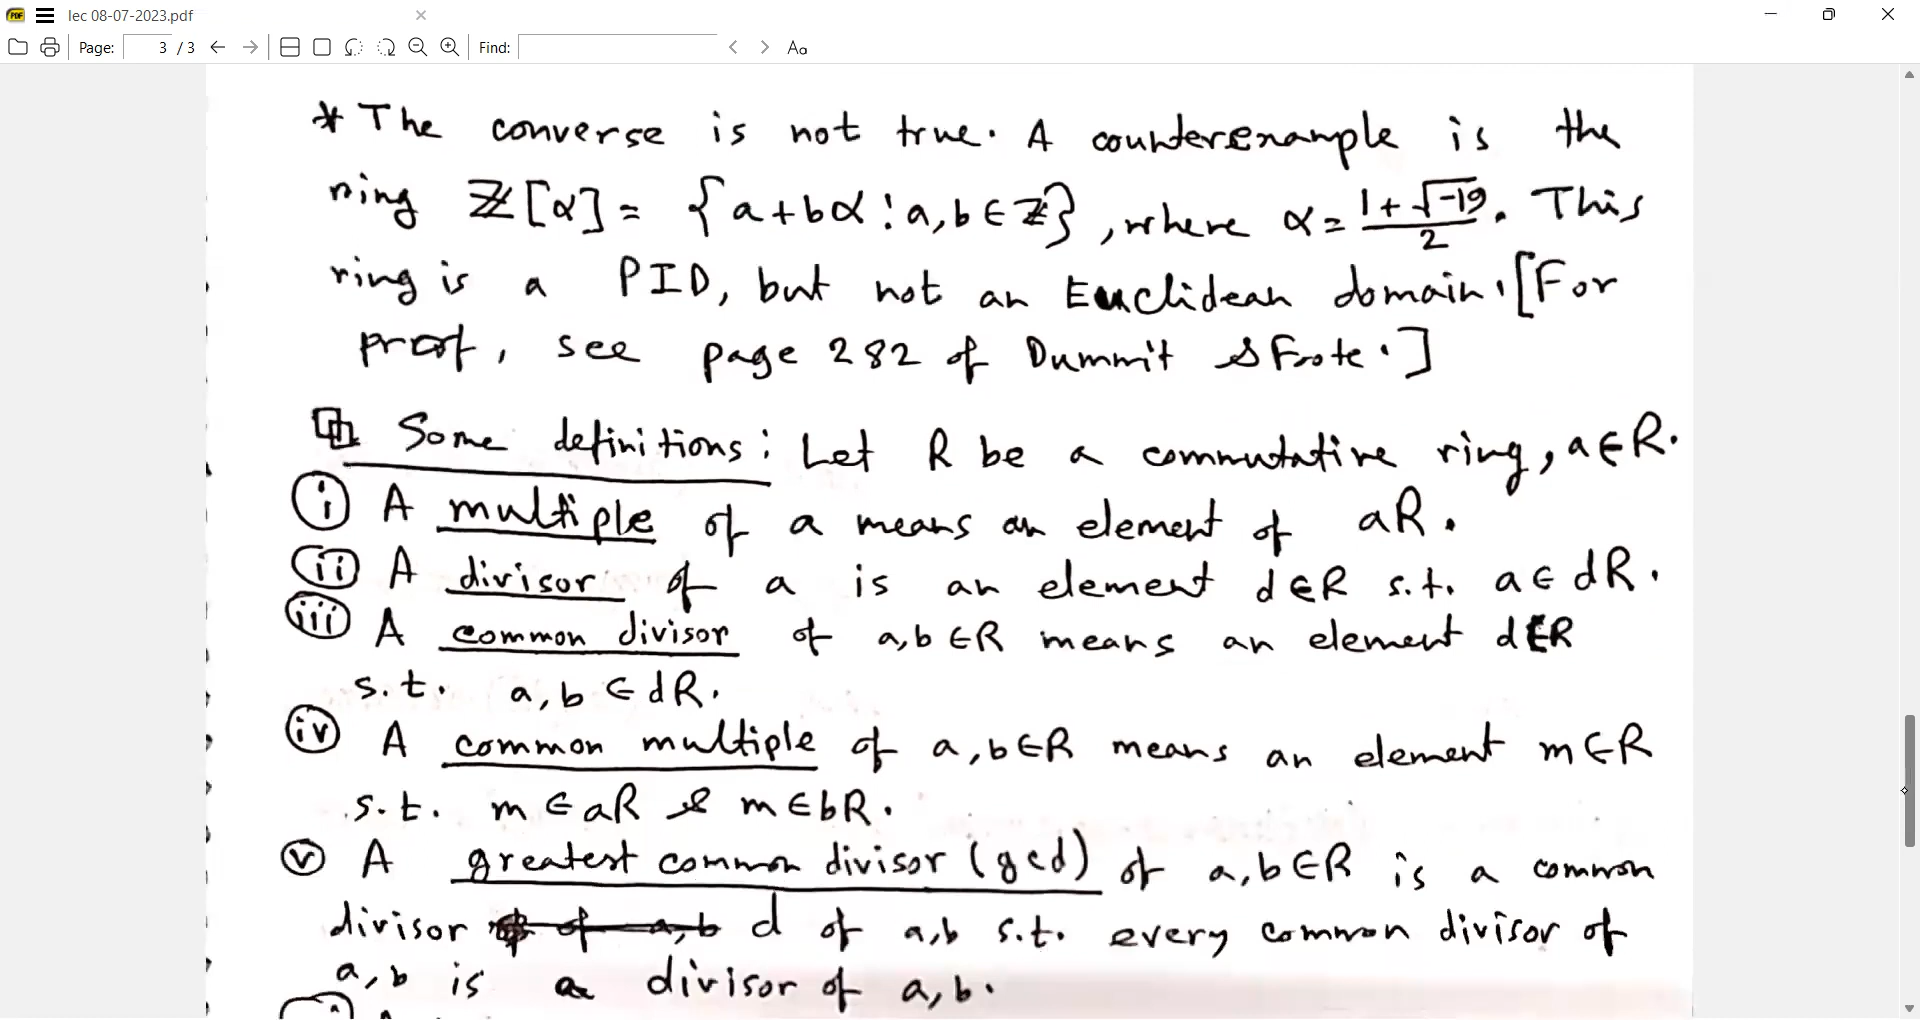 lec 08-07-2023.pdf
Page: 3 / 3 Find: Aa
* The converse is not true. A counterexample is the
ring ℤ[α] = {a+bα : a,b ∈ ℤ}, where α = (1+√-19)/2. This
ring is a PID, but not an Euclidean domain. [For
proof, see page 282 of Dummit & Foote.]
Some definitions: Let R be a commutative ring, a∈R.
(i) A multiple of a means an element of aR.
(ii) A divisor of a is an element d∈R s.t. a∈dR.
(iii) A common divisor of a,b∈R means an element d∈R
s.t. a,b ∈ dR.
(iv) A common multiple of a,b∈R means an element m∈R
s.t. m∈aR & m∈bR.
(v) A greatest common divisor (gcd) of a,b∈R is a common
divisor of a,b d of a,b s.t. every common divisor of
a,b is a divisor of a,b.